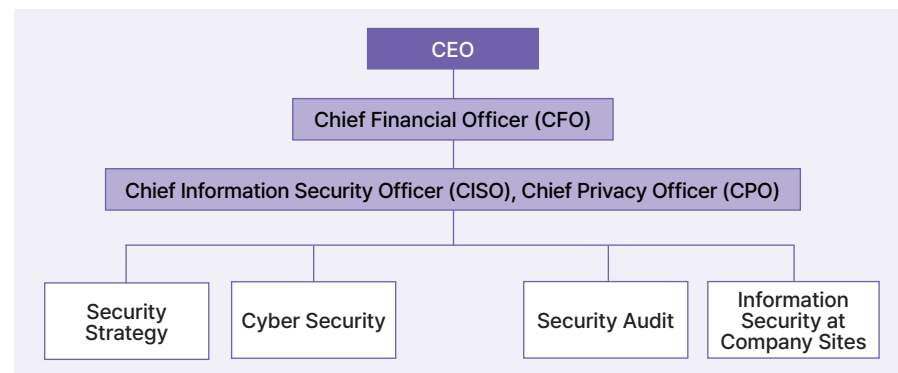 CEO
Chief Financial Officer (CFO)
Chief Information Security Officer (CISO), Chief Privacy Officer (CPO)
Security
Strategy
Cyber Security
Security Audit
Information
Security at
Company Sites